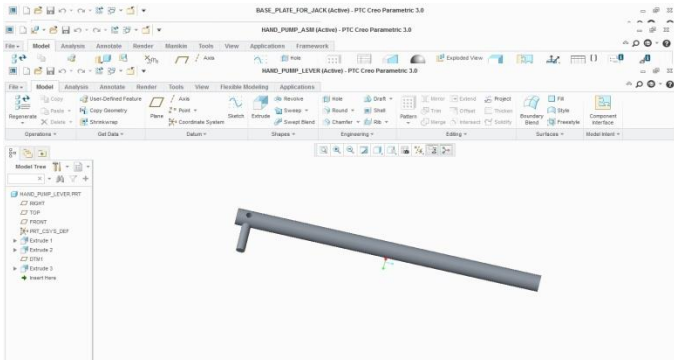 BASE_PLATE_FOR_JACK (Active) - PTC Creo Parametric 3.0
HAND_PUMP_ASM (Active) - PTC Creo Parametric 3.0
File Model Analysis Annotate Render Manikin Tools View Applications Framework
Axis Hole Exploded View
HAND_PUMP_LEVER (Active) - PTC Creo Parametric 3.0
File Model Analysis Annotate Render Tools View Flexible Modeling Applications
Copy User-Defined Feature Axis Revolve Hole Draft Mirror Extend Project Fill
Regenerate Paste Copy Geometry Plane Point Sketch Extrude Sweep Round Shell Pattern Trim Offset Thicken Boundary Blend Style Component Interface
Delete Shrinkwrap Coordinate System Swept Blend Chamfer Rib Merge Intersect Solidify Freestyle
Operations Get Data Datum Shapes Engineering Editing Surfaces Model Intent
Model Tree
HAND_PUMP_LEVER.PRT
RIGHT
TOP
FRONT
PRT_CSYS_DEF
Extrude 1
Extrude 2
DTM1
Extrude 3
Insert Here